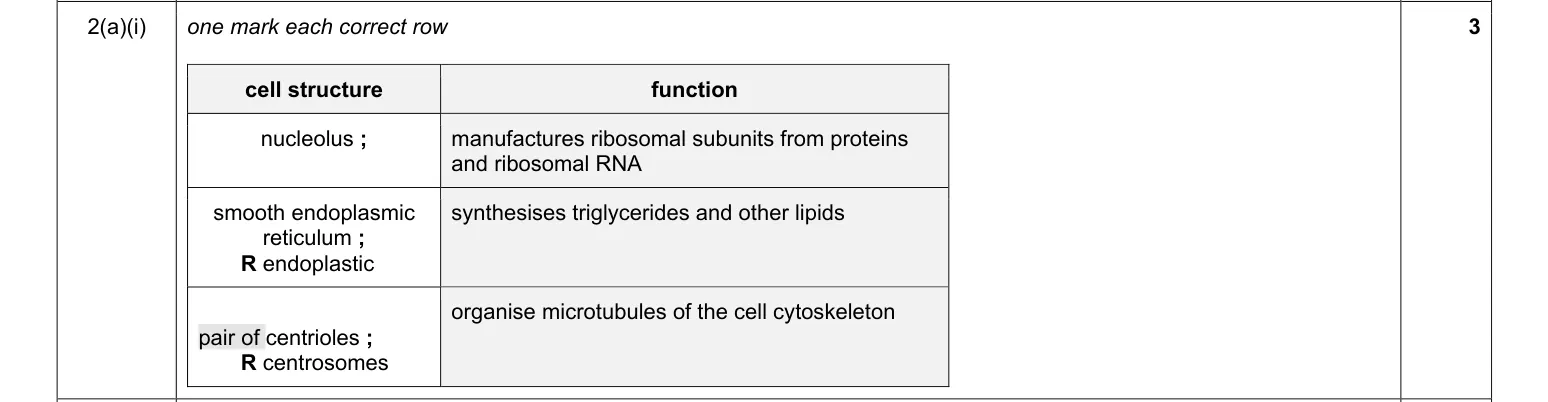 2(a)(i) one mark each correct row 3
cell structure function
nucleolus ; manufactures ribosomal subunits from proteins
and ribosomal RNA
smooth endoplasmic synthesises triglycerides and other lipids
reticulum ;
R endoplastic
organise microtubules of the cell cytoskeleton
pair of centrioles ;
R centrosomes